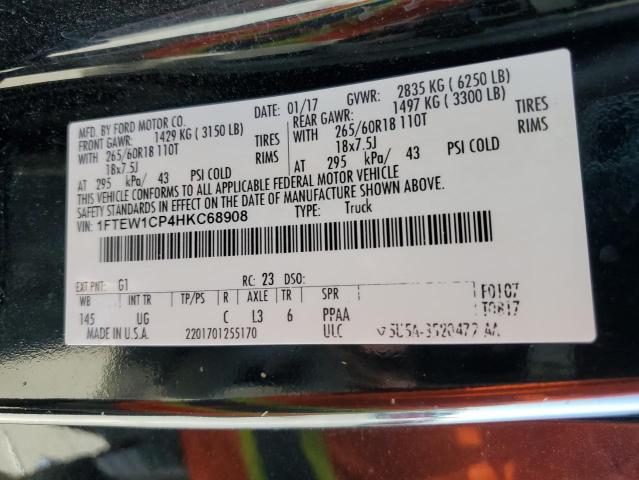 MFD. BY FORD MOTOR CO. DATE: 01/17 GVWR: 2835 KG ( 6250 LB)
FRONT GAWR: 1429 KG ( 3150 LB) REAR GAWR: 1497 KG ( 3300 LB)
WITH 265/60R18 110T TIRES WITH 265/60R18 110T TIRES
18x7.5J RIMS 18x7.5J RIMS
AT 295 kPa/ 43 PSI COLD AT 295 kPa/ 43 PSI COLD
THIS VEHICLE CONFORMS TO ALL APPLICABLE FEDERAL MOTOR VEHICLE
SAFETY STANDARDS IN EFFECT ON THE DATE OF MANUFACTURE SHOWN ABOVE.
VIN: 1FTEW1CP4HKC68908 TYPE: Truck
EXT PNT: G1 RC: 23 DSO:
WB INT TR TP/PS R AXLE TR SPR
145 UG C L3 6 PPAA
MADE IN U.S.A. 2201701255170 ULC
F0107